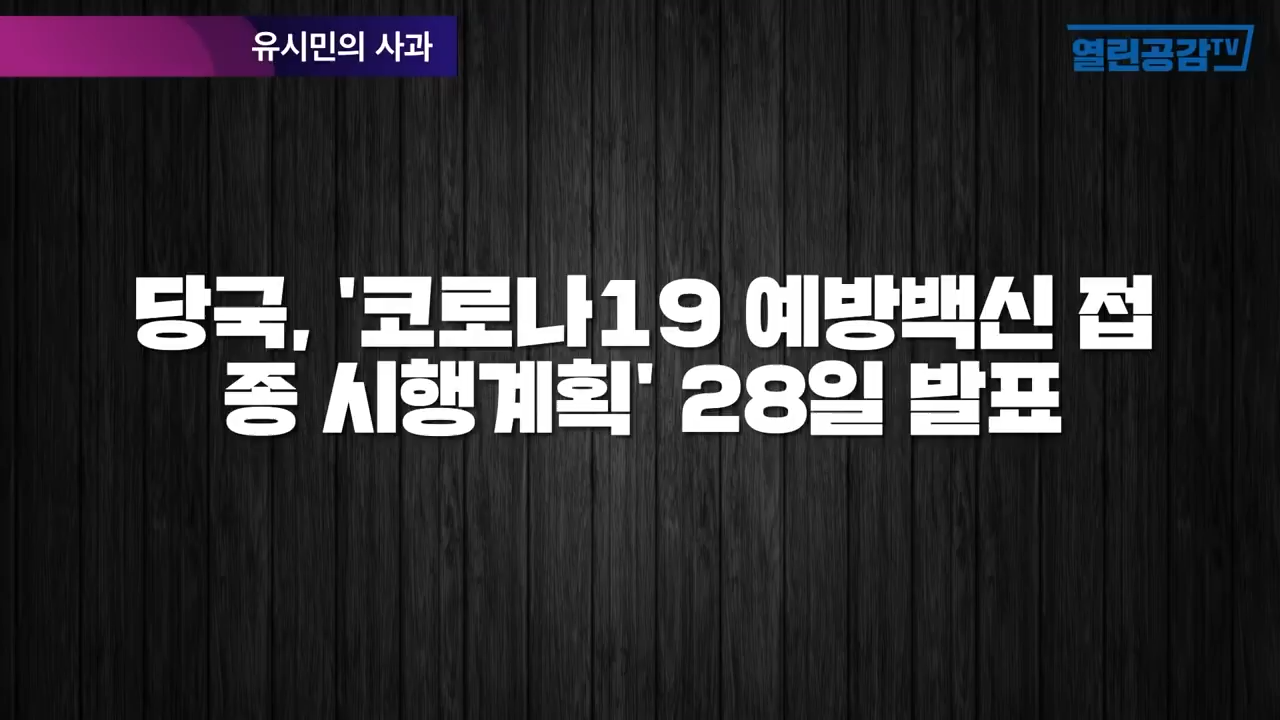 유시민의 사과
열린공감TV
당국, '코로나19 예방백신 접
종 시행계획' 28일 발표